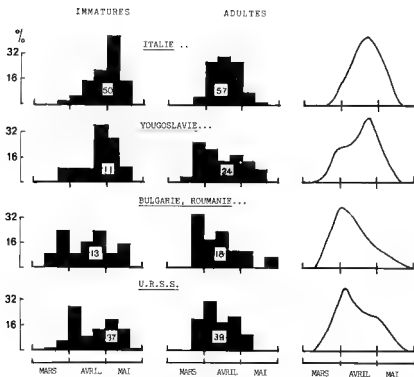 IMMATURES ADULTES
%
ITALIE ..
32
16
50 57
YOUGOSLAVIE...
32
16
11 24
BULGARIE, ROUMANIE...
32
16
13 18
U.R.S.S.
32
16
37 39
MARS AVRIL MAI MARS AVRIL MAI MARS AVRIL MAI